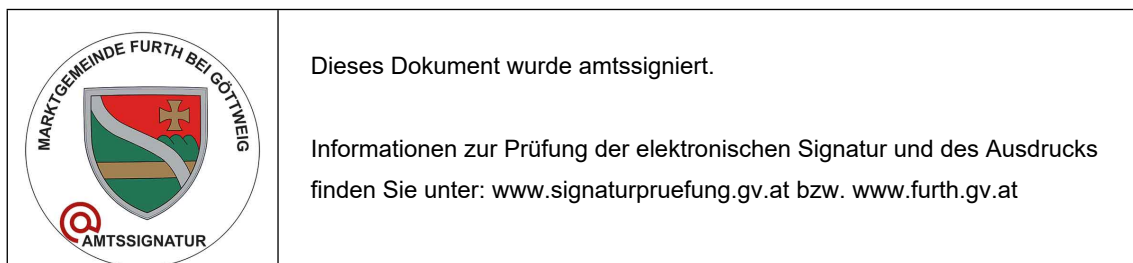 MARKTGEMEINDE FURTH BEI GÖTTWEIG
AMTSSIGNATUR
Dieses Dokument wurde amtssigniert.
Informationen zur Prüfung der elektronischen Signatur und des Ausdrucks
finden Sie unter: www.signaturpruefung.gv.at bzw. www.furth.gv.at